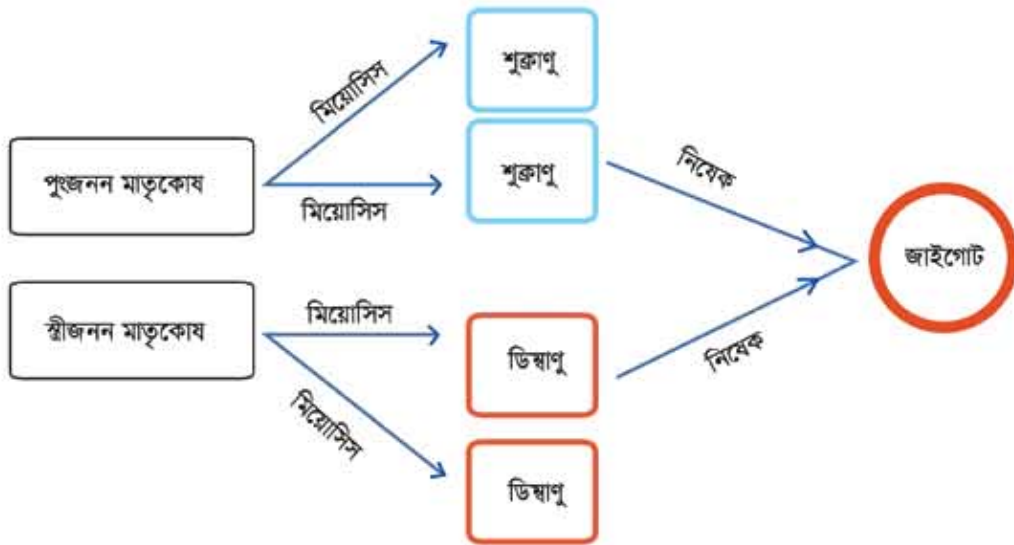 মিয়োসিস
শুক্রাণু
পুংজনন মাতৃকোষ
মিয়োসিস
শুক্রাণু
নিষেক
জাইগোট
স্ত্রীজনন মাতৃকোষ
মিয়োসিস
ডিম্বাণু
নিষেক
মিয়োসিস
ডিম্বাণু